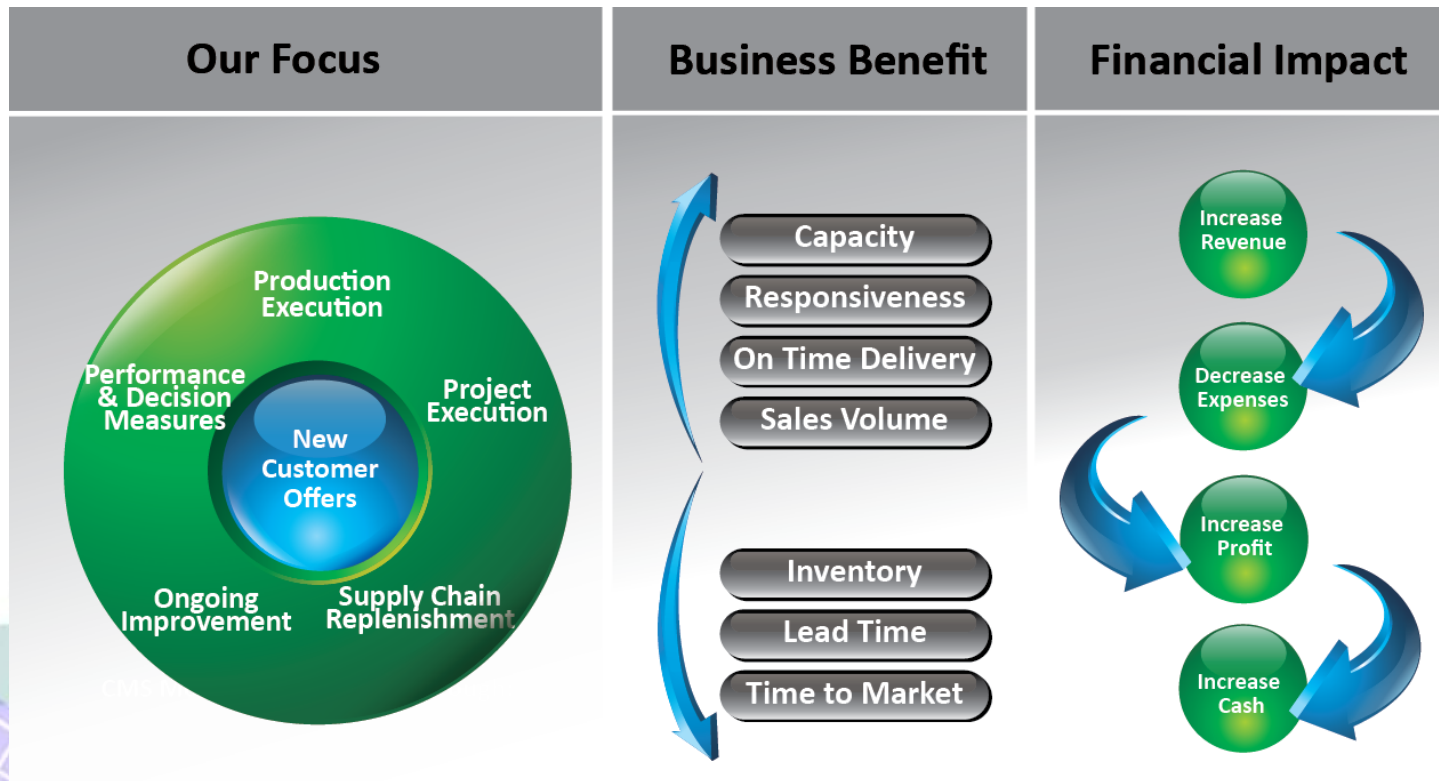 Our Focus
Business Benefit
Financial Impact
Production
Execution
Performance
& Decision
Measures
Project
Execution
New
Customer
Offers
Ongoing
Improvement
Supply Chain
Replenishment
Capacity
Responsiveness
On Time Delivery
Sales Volume
Inventory
Lead Time
Time to Market
Increase
Revenue
Decrease
Expenses
Increase
Profit
Increase
Cash